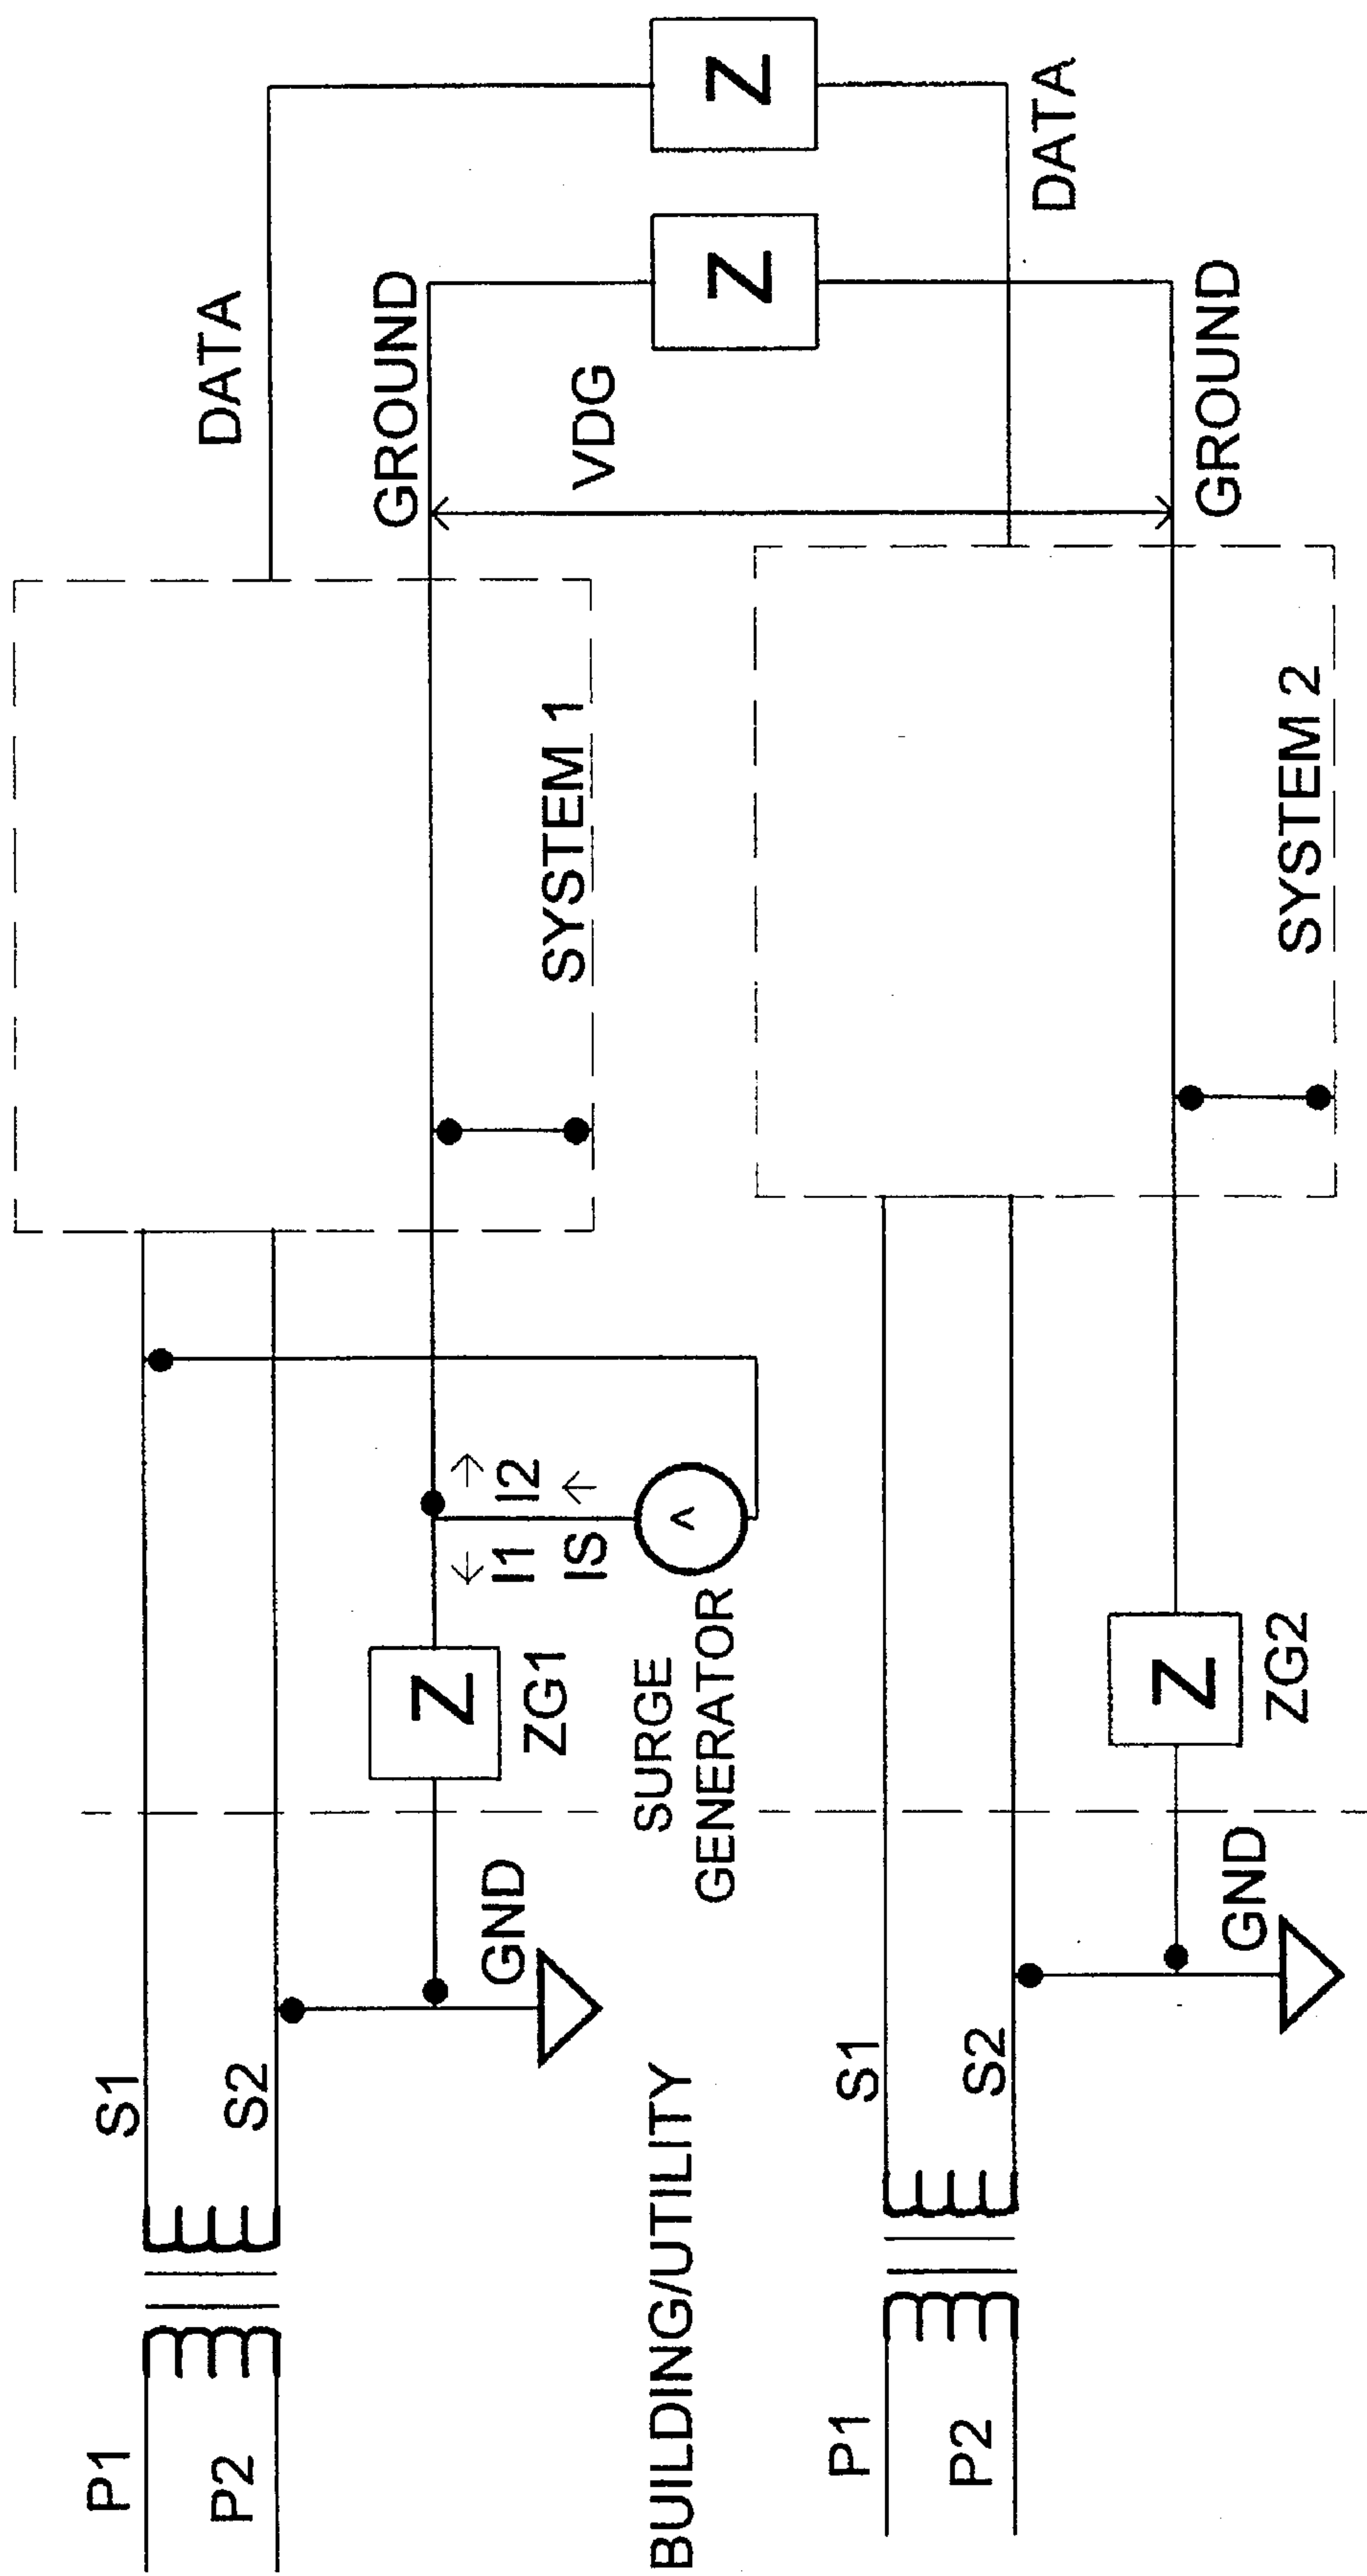 P1
P2
S1
S2
GND
Z
ZG1
I1
I2
IS
SURGE
GENERATOR
SYSTEM 1
DATA
GROUND
VDG
Z
Z
BUILDING/UTILITY
P1
P2
S1
S2
GND
Z
ZG2
SYSTEM 2
DATA
GROUND